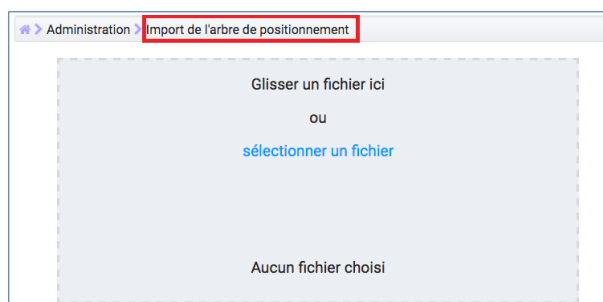 Administration Import de l'arbre de positionnement
Glisser un fichier ici
ou
sélectionner un fichier
Aucun fichier choisi